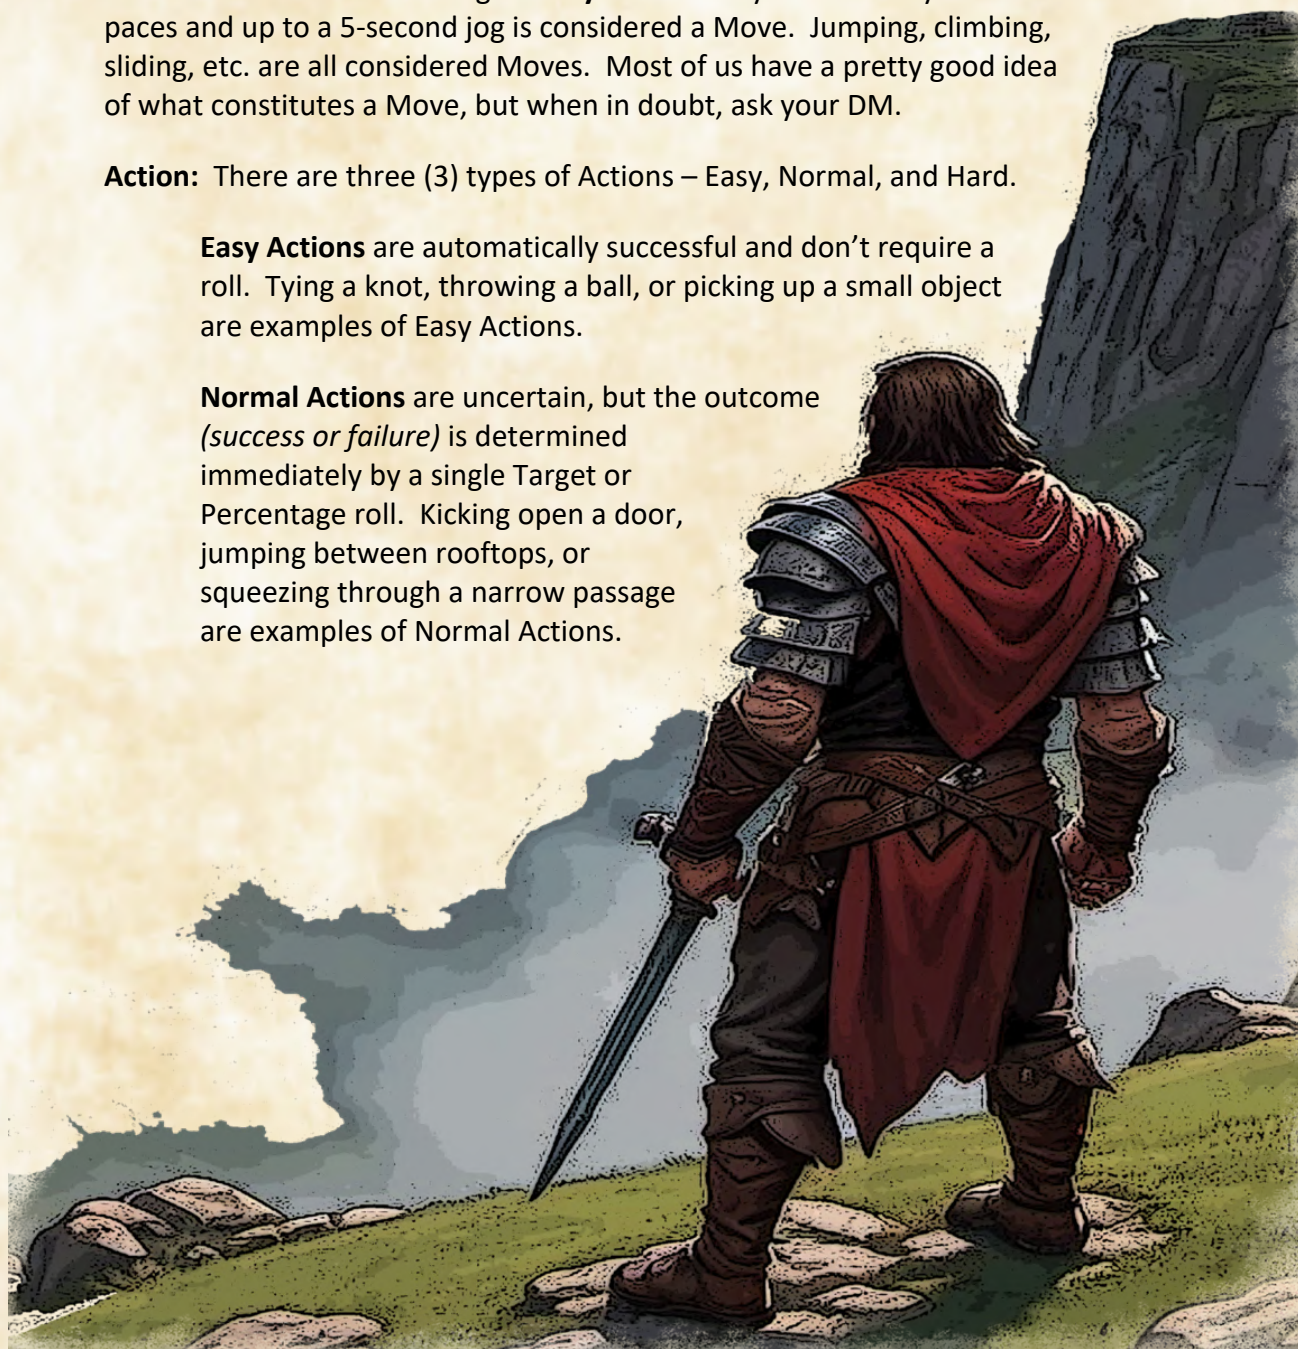 paces and up to a 5-second jog is considered a Move.  Jumping, climbing,
sliding, etc. are all considered Moves.  Most of us have a pretty good idea
of what constitutes a Move, but when in doubt, ask your DM.
Action:  There are three (3) types of Actions – Easy, Normal, and Hard.
Easy Actions are automatically successful and don’t require a
roll.  Tying a knot, throwing a ball, or picking up a small object
are examples of Easy Actions.
Normal Actions are uncertain, but the outcome
(success or failure) is determined
immediately by a single Target or
Percentage roll.  Kicking open a door,
jumping between rooftops, or
squeezing through a narrow passage
are examples of Normal Actions.